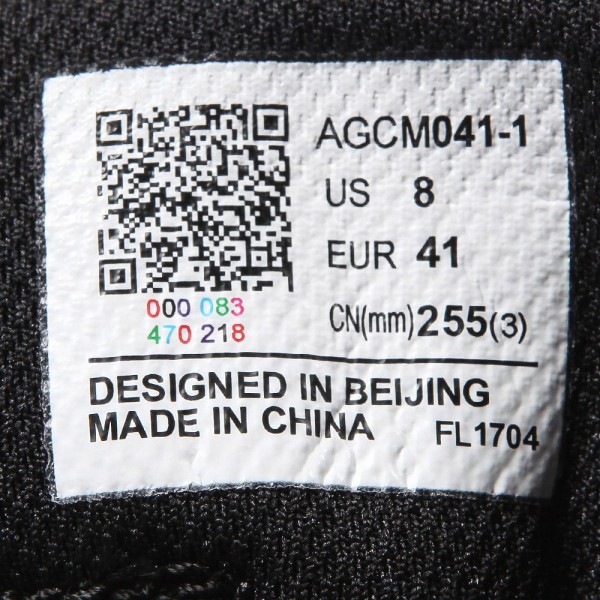 AGCM041-1
US 8
EUR 41
CN(mm)255(3)
000 083
470 218
DESIGNED IN BEIJING
MADE IN CHINA FL1704